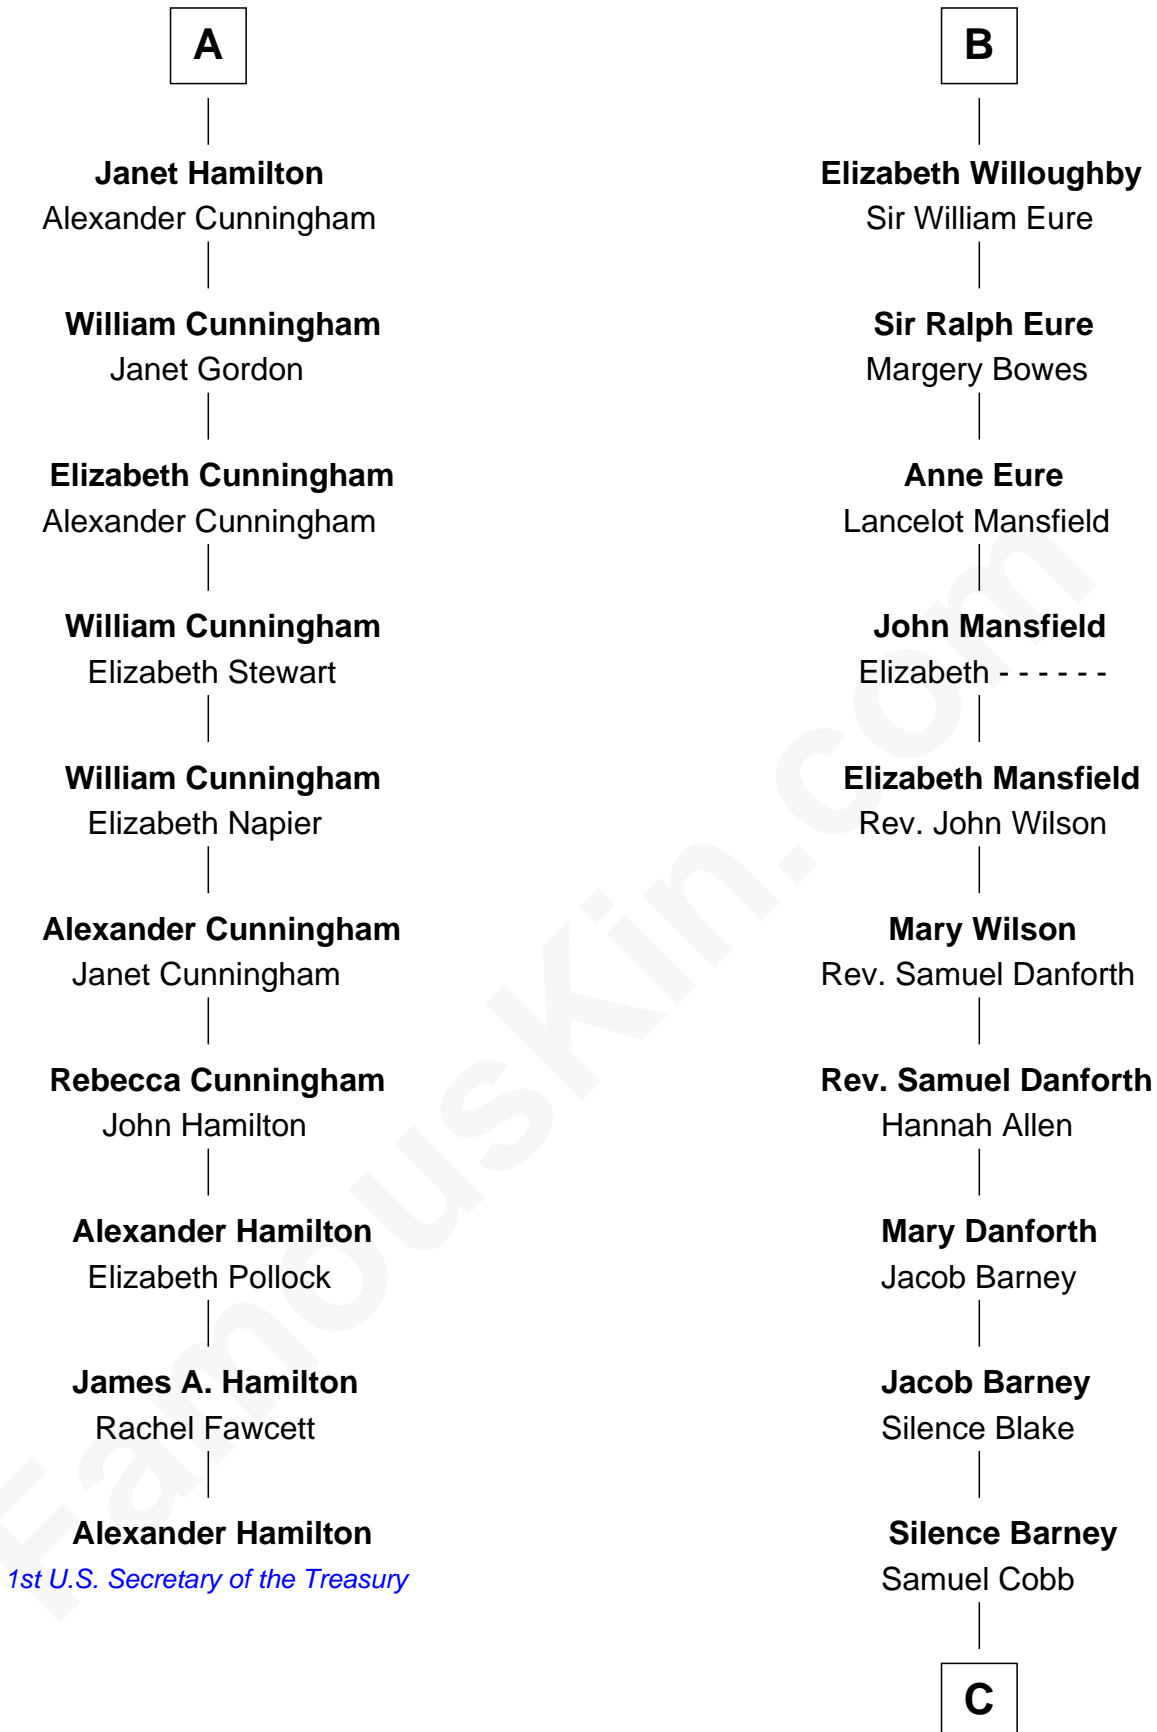 A
Janet Hamilton
Alexander Cunningham
William Cunningham
Janet Gordon
Elizabeth Cunningham
Alexander Cunningham
William Cunningham
Elizabeth Stewart
William Cunningham
Elizabeth Napier
Alexander Cunningham
Janet Cunningham
Rebecca Cunningham
John Hamilton
Alexander Hamilton
Elizabeth Pollock
James A. Hamilton
Rachel Fawcett
Alexander Hamilton
1st U.S. Secretary of the Treasury
B
Elizabeth Willoughby
Sir William Eure
Sir Ralph Eure
Margery Bowes
Anne Eure
Lancelot Mansfield
John Mansfield
Elizabeth - - - - - -
Elizabeth Mansfield
Rev. John Wilson
Mary Wilson
Rev. Samuel Danforth
Rev. Samuel Danforth
Hannah Allen
Mary Danforth
Jacob Barney
Jacob Barney
Silence Blake
Silence Barney
Samuel Cobb
C
FamousKin.com